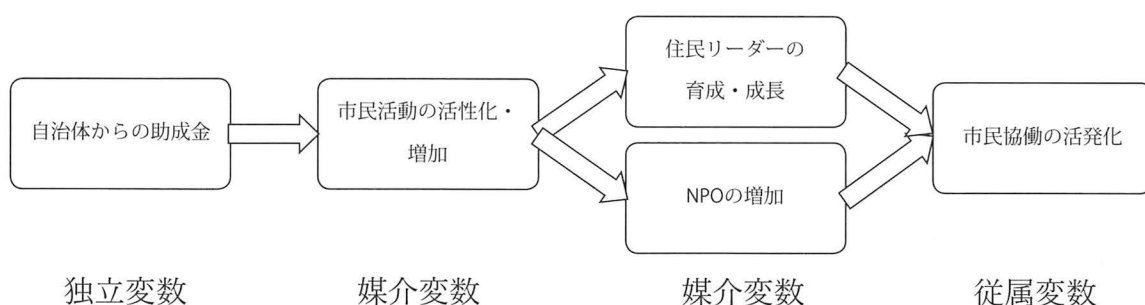 自治体からの助成金
市民活動の活性化・
増加
住民リーダーの
育成・成長
NPOの増加
市民協働の活発化
独立変数
媒介変数
媒介変数
従属変数